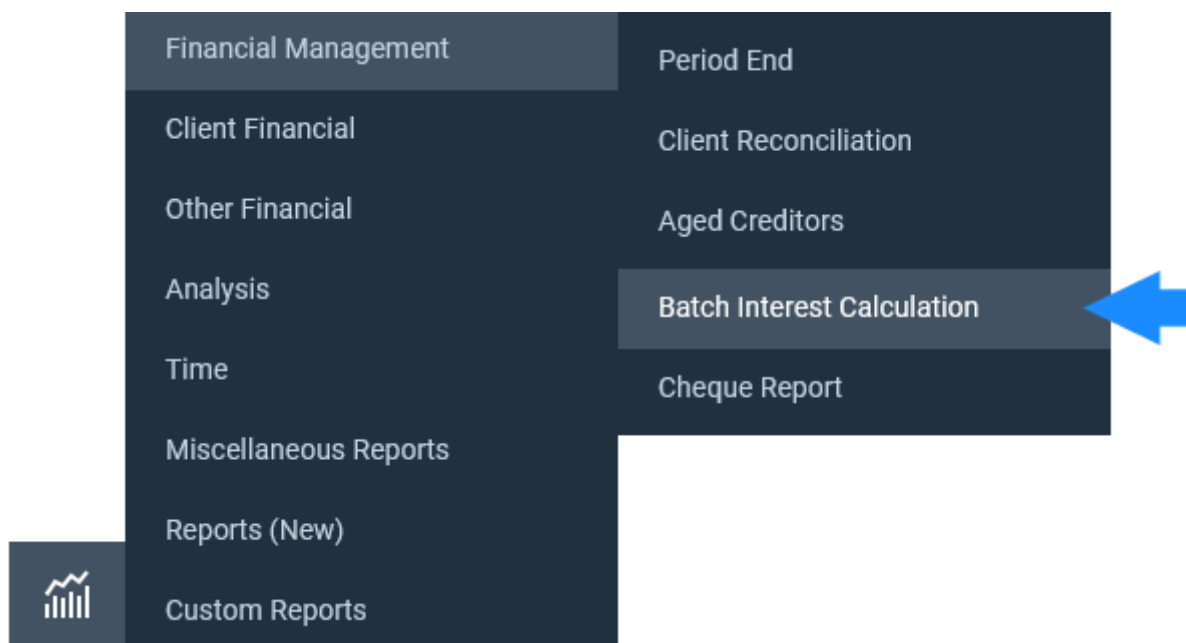 Financial Management
Client Financial
Other Financial
Analysis
Time
Miscellaneous Reports
Reports (New)
Custom Reports
Period End
Client Reconciliation
Aged Creditors
Batch Interest Calculation
Cheque Report